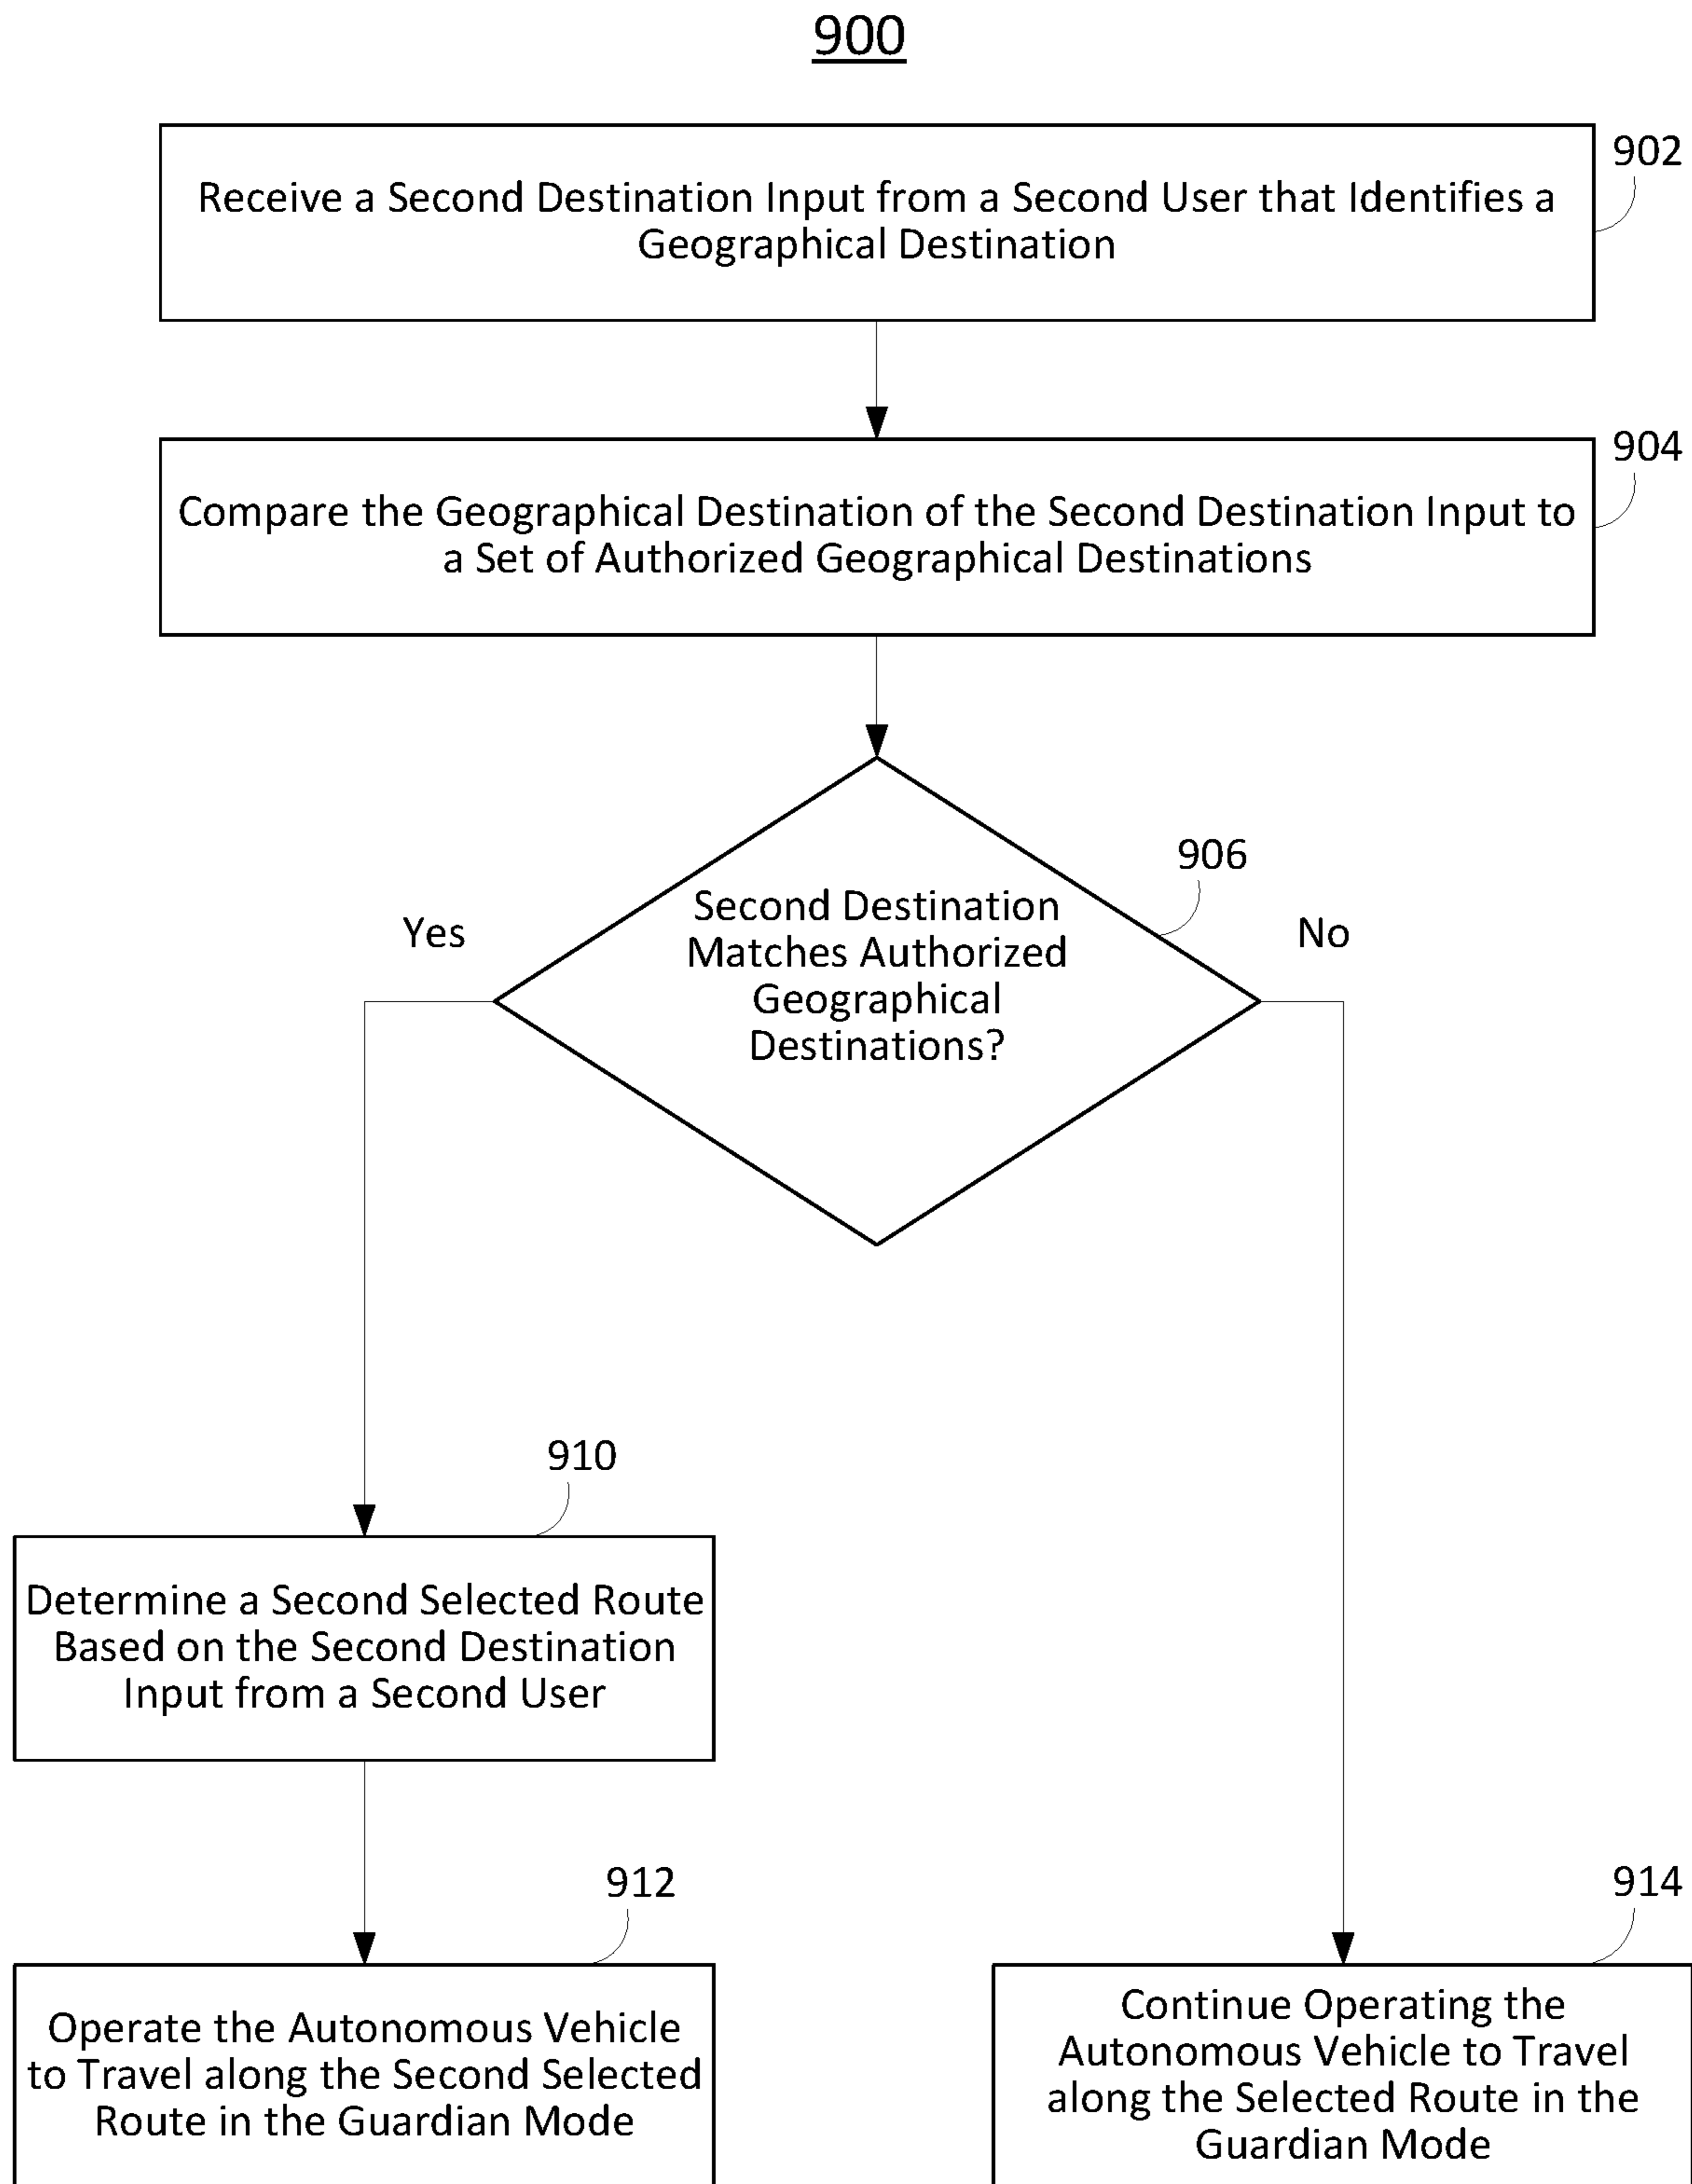 900
902
Receive a Second Destination Input from a Second User that Identifies a
Geographical Destination
904
Compare the Geographical Destination of the Second Destination Input to
a Set of Authorized Geographical Destinations
906
Second Destination
Matches Authorized
Geographical
Destinations?
Yes
No
910
Determine a Second Selected Route
Based on the Second Destination
Input from a Second User
912
Operate the Autonomous Vehicle
to Travel along the Second Selected
Route in the Guardian Mode
914
Continue Operating the
Autonomous Vehicle to Travel
along the Selected Route in the
Guardian Mode